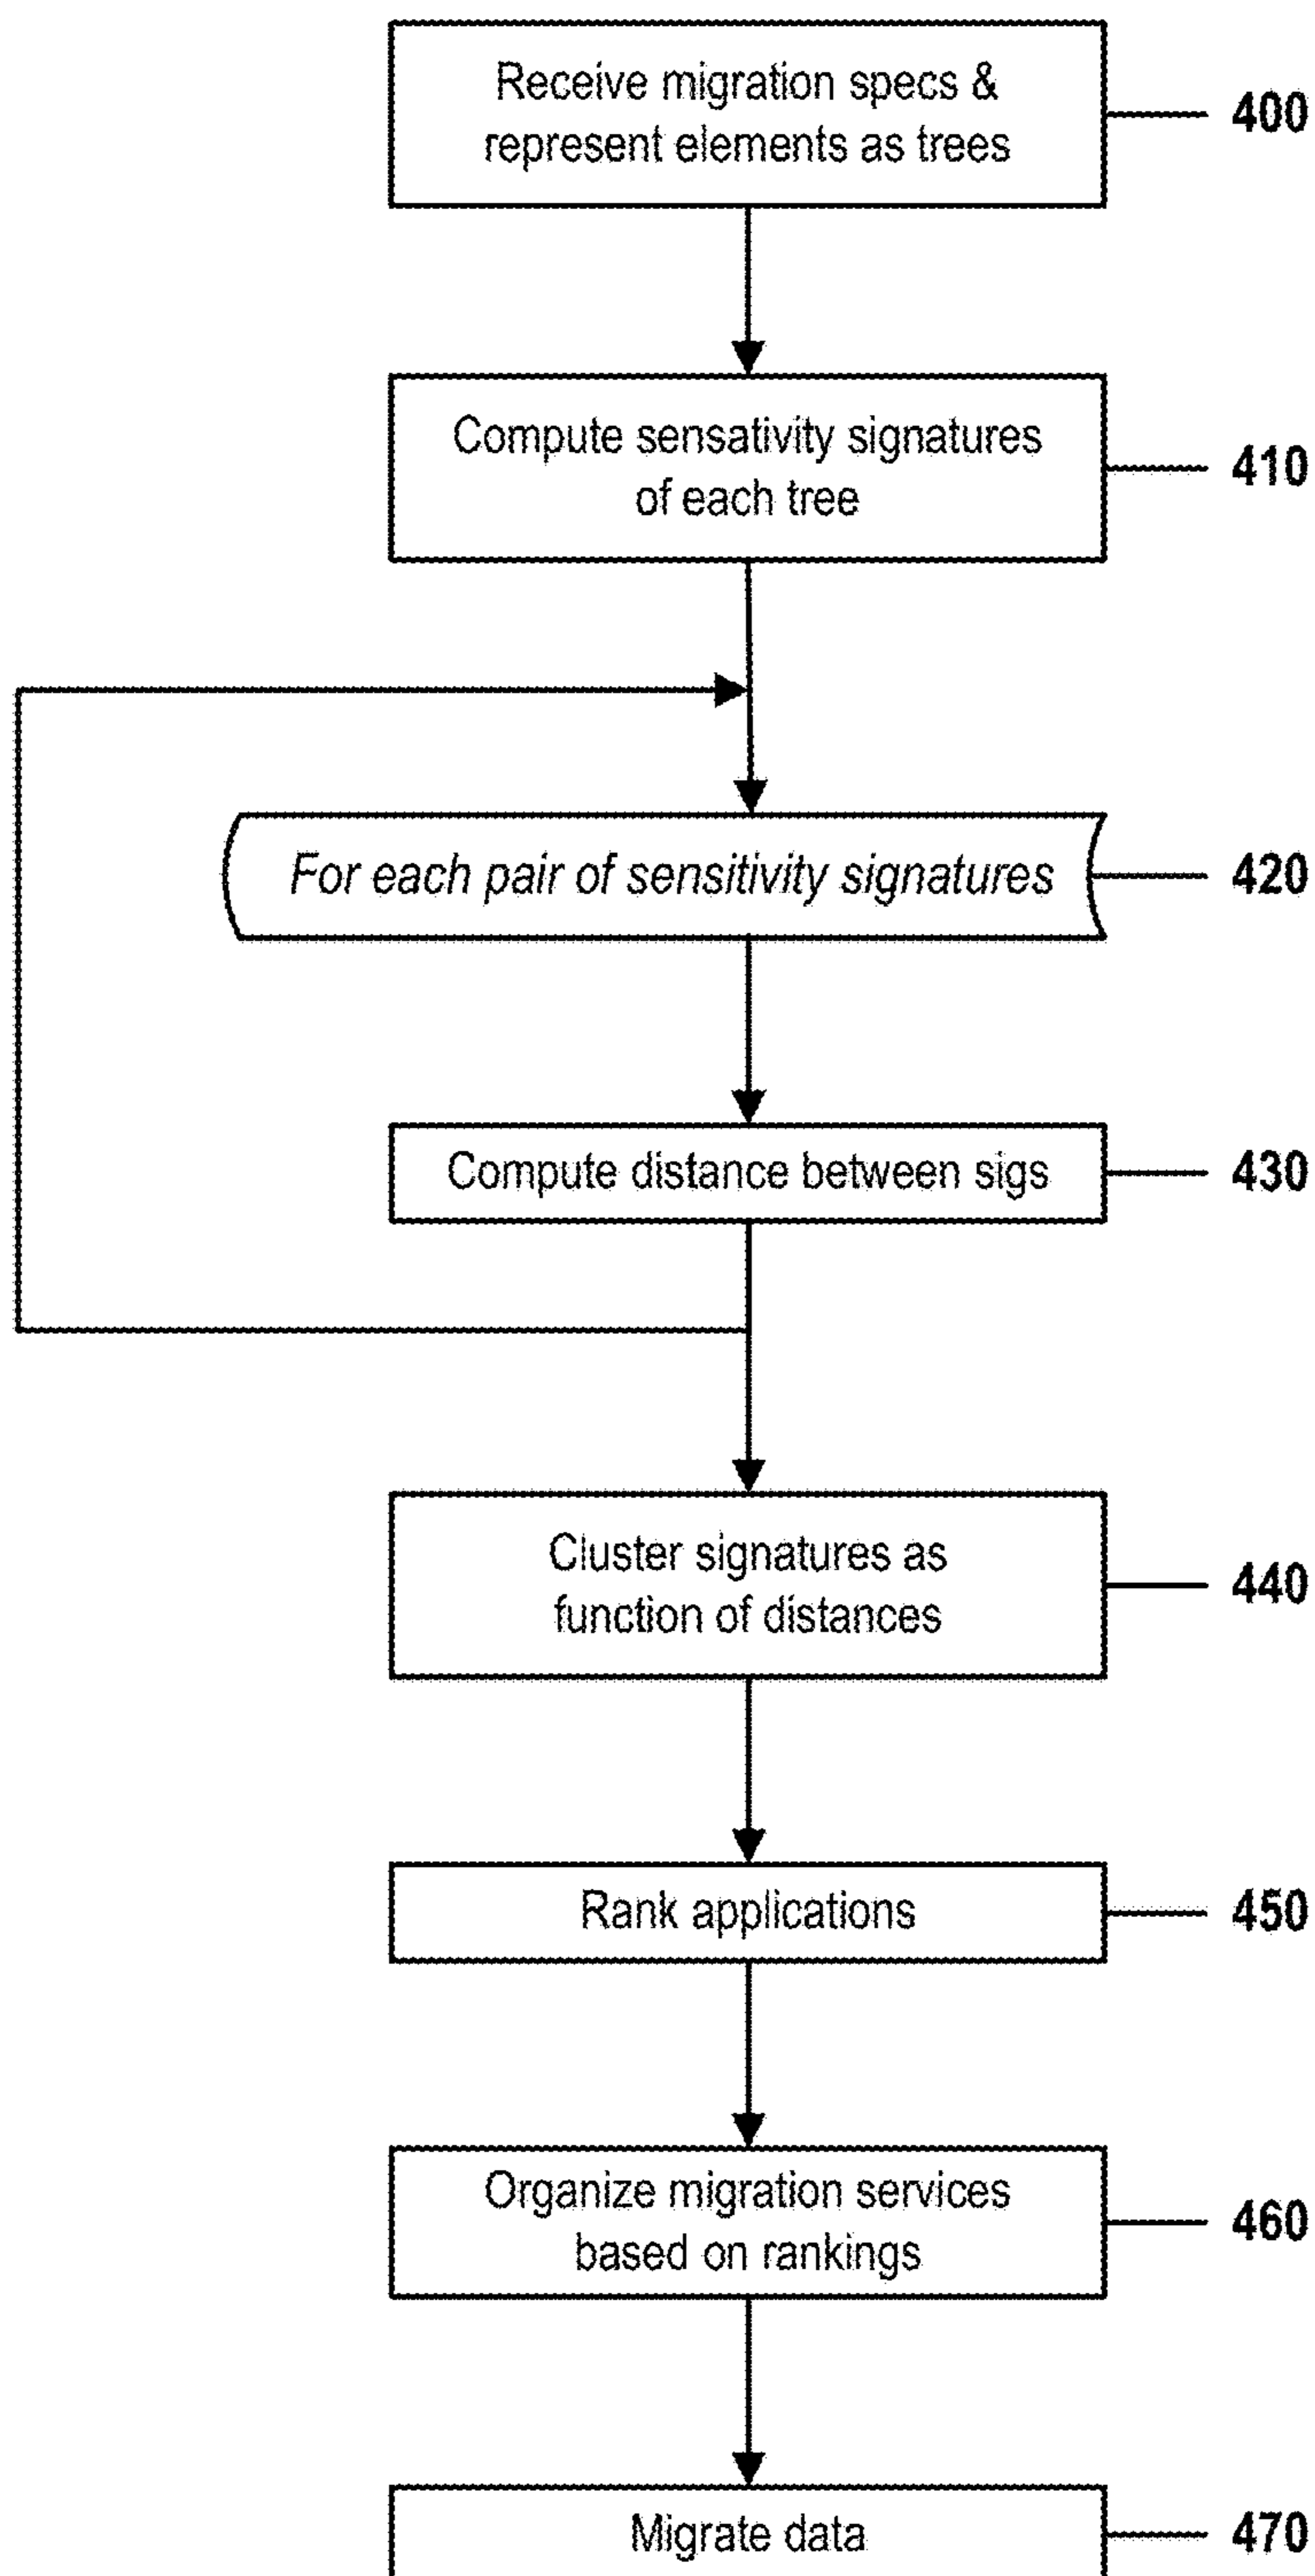 Receive migration specs &
represent elements as trees
400
Compute sensativity signatures
of each tree
410
For each pair of sensitivity signatures
420
Compute distance between sigs
430
Cluster signatures as
function of distances
440
Rank applications
450
Organize migration services
based on rankings
460
Migrate data
470